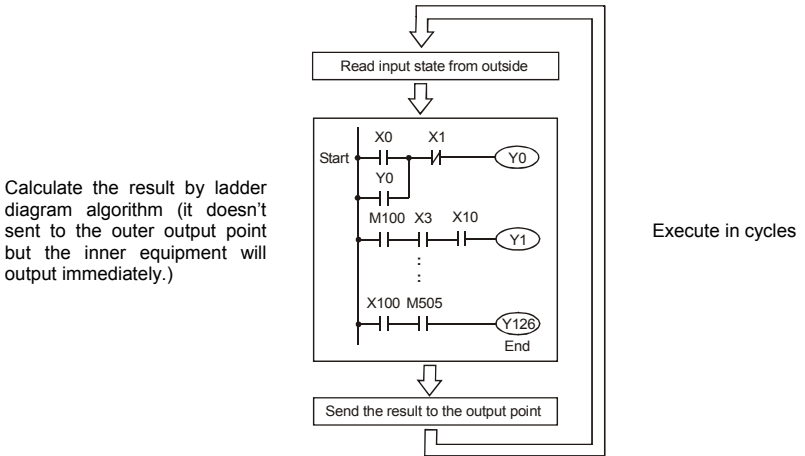 Read input state from outside
X0 X1
Start
Y0
Y0
M100 X3 X10
Y1
X100 M505
Y126
End
Calculate the result by ladder
diagram algorithm (it doesn’t
sent to the outer output point
but the inner equipment will
output immediately.)
Execute in cycles
Send the result to the output point